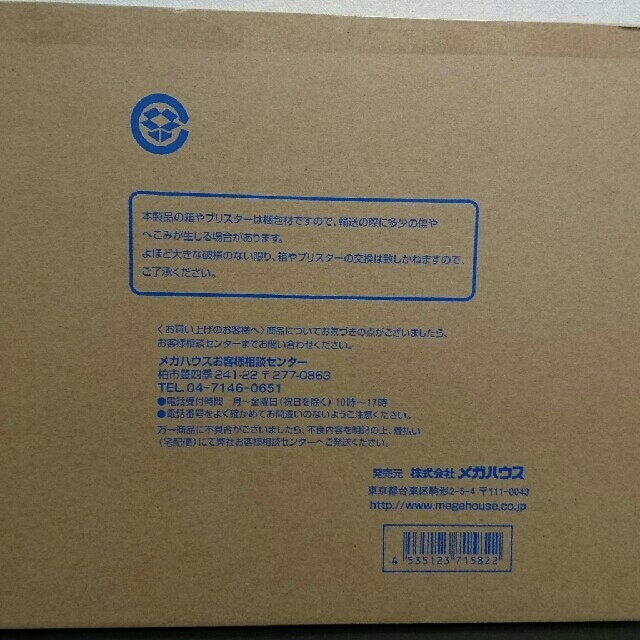 本製品の箱やブリスターは梱包材ですので、輸送の際に多少の傷や
へこみが生じる場合があります。
よほど大きな破損のない限り、箱やブリスターの交換は致しかねますので、
ご了承ください。
〈お買い上げのお客様へ〉商品についてお気づきの点がございましたら、
お客様相談センターまでお問い合わせください。
メガハウスお客様相談センター
柏市豊四季241-22 〒277-0863
TEL.04-7146-0651
●電話受付時間 月~金曜日(祝日を除く)10時~17時
●電話番号をよく確かめてお間違いのないようご注意ください。
万一商品に不具合がございましたら、不良内容を明記の上、着払い
(宅配便)にて弊社お客様相談センターへご発送ください。
発売元 株式会社 メガハウス
東京都台東区駒形2-5-4 〒111-0043
http://www.megahouse.co.jp
4 535123 715822